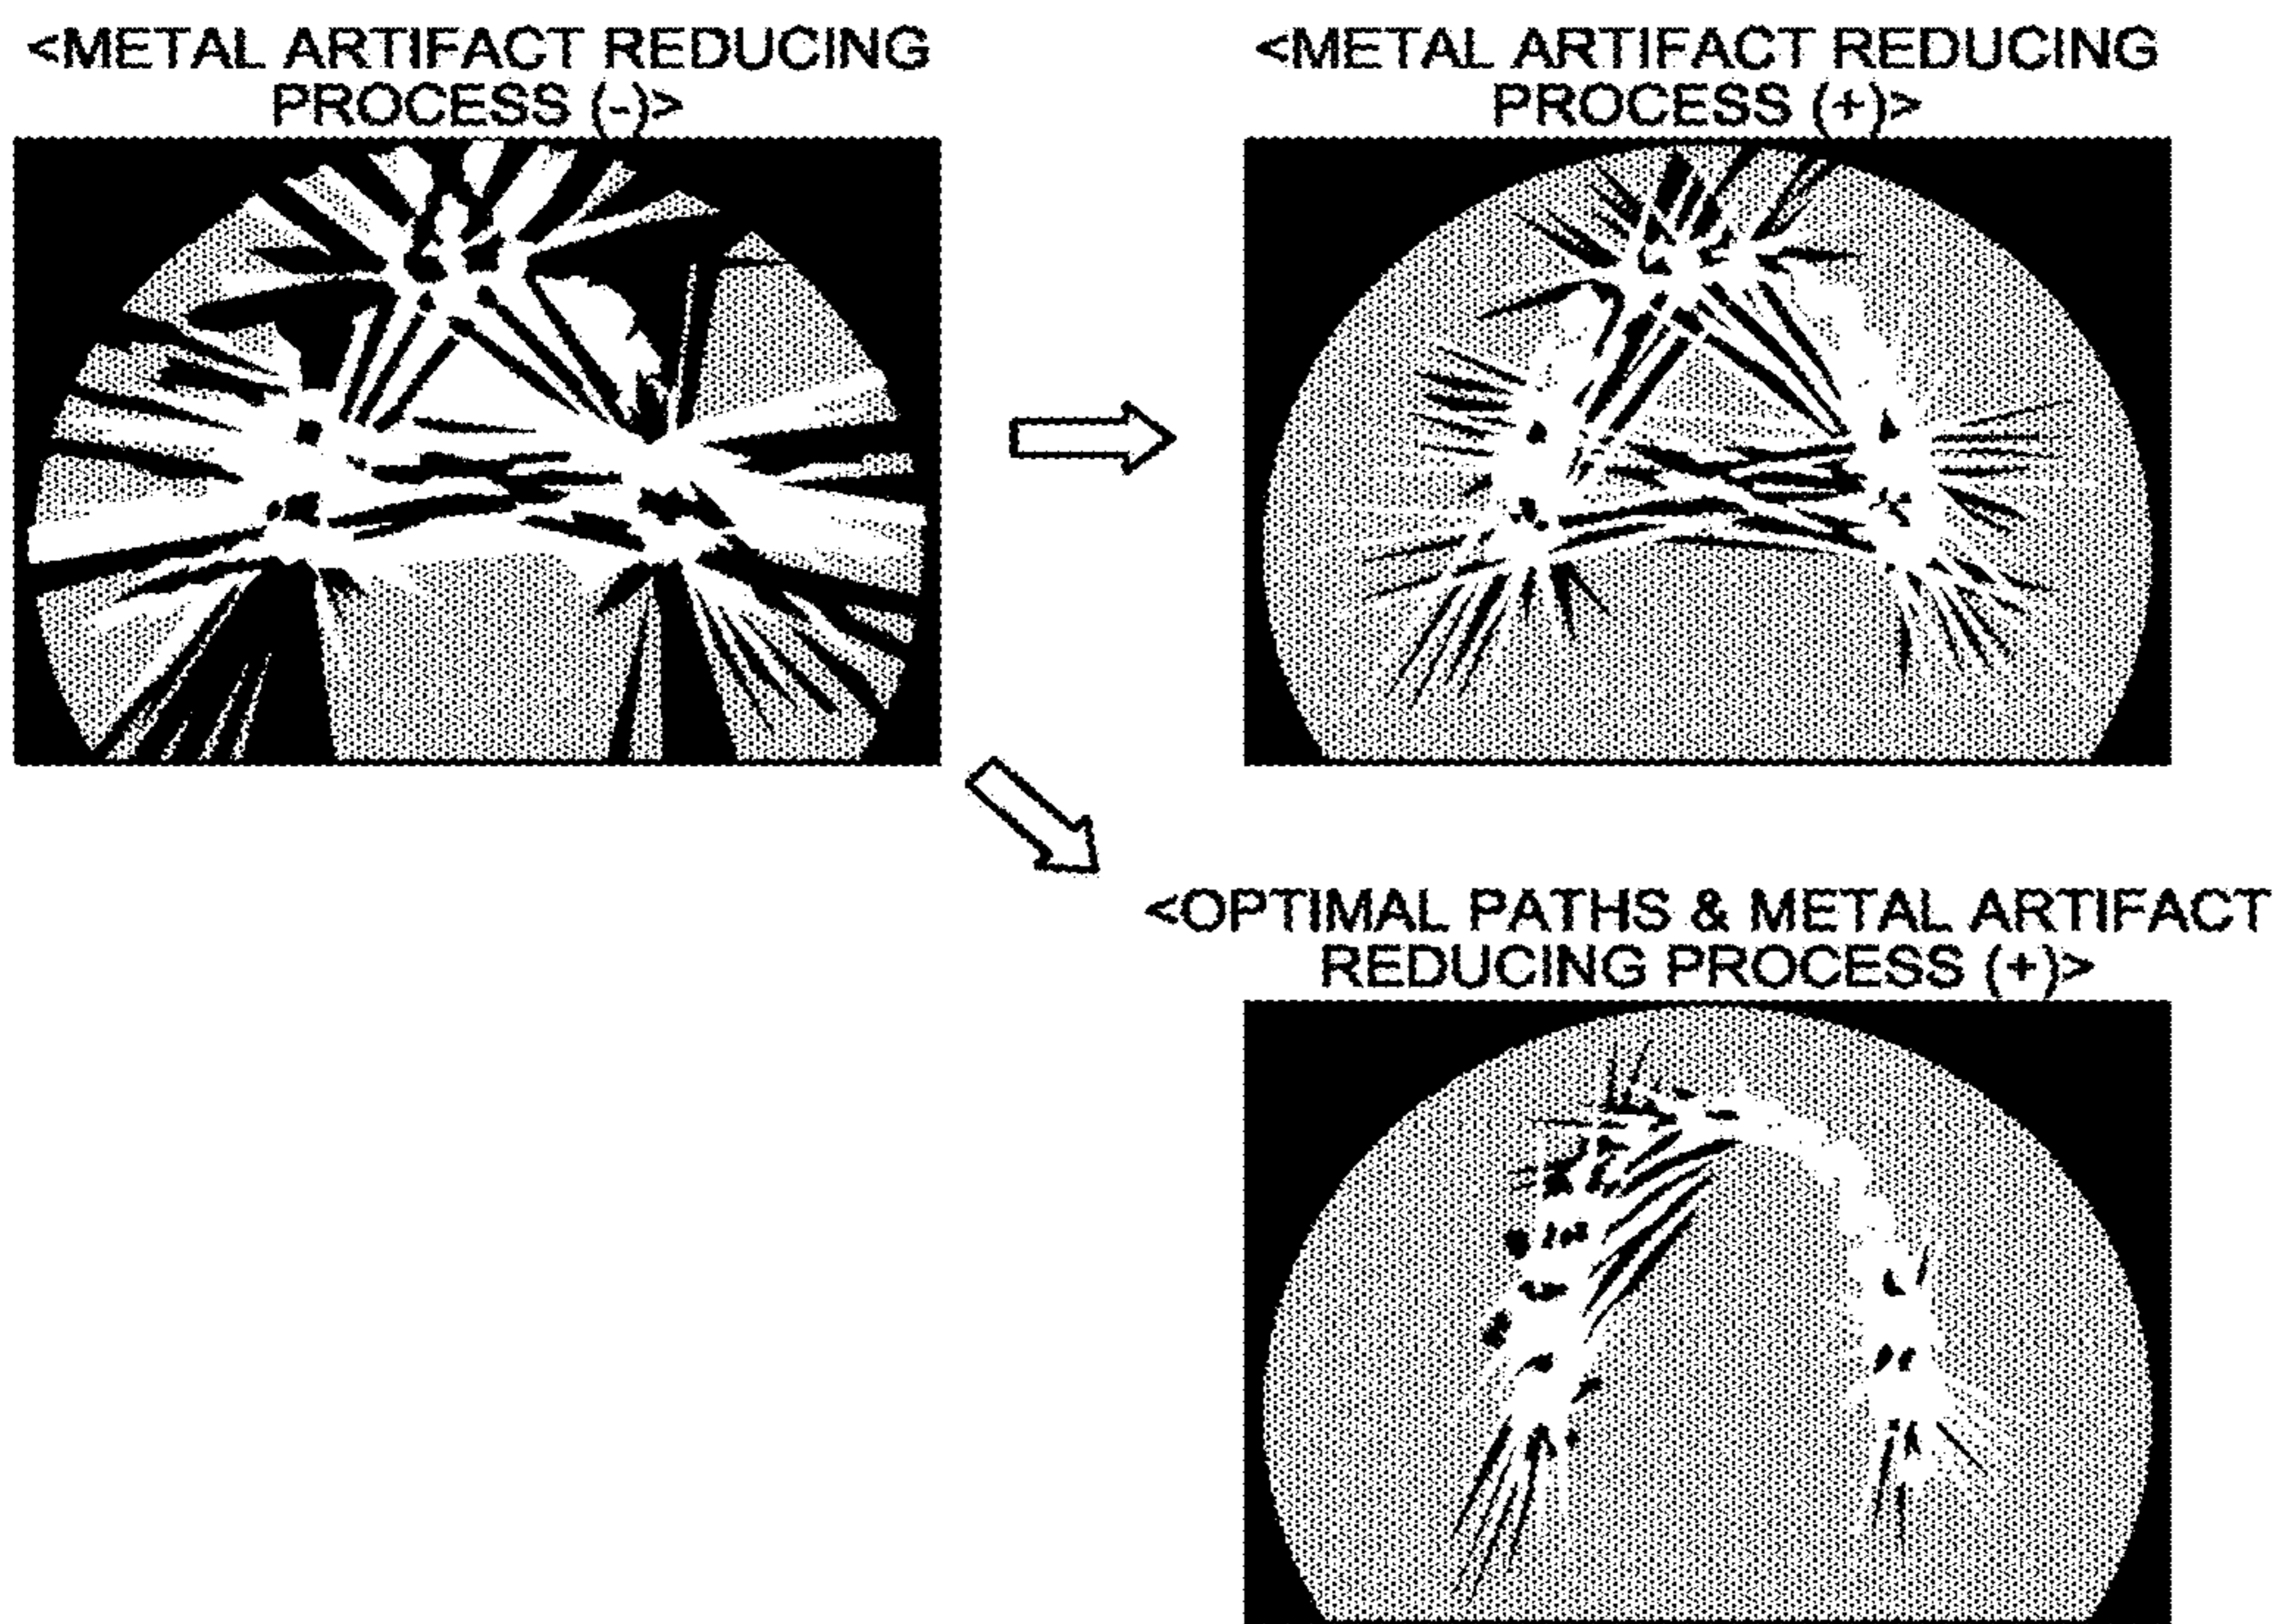 <METAL ARTIFACT REDUCING
PROCESS (-)>
<METAL ARTIFACT REDUCING
PROCESS (+)>
<OPTIMAL PATHS & METAL ARTIFACT
REDUCING PROCESS (+)>